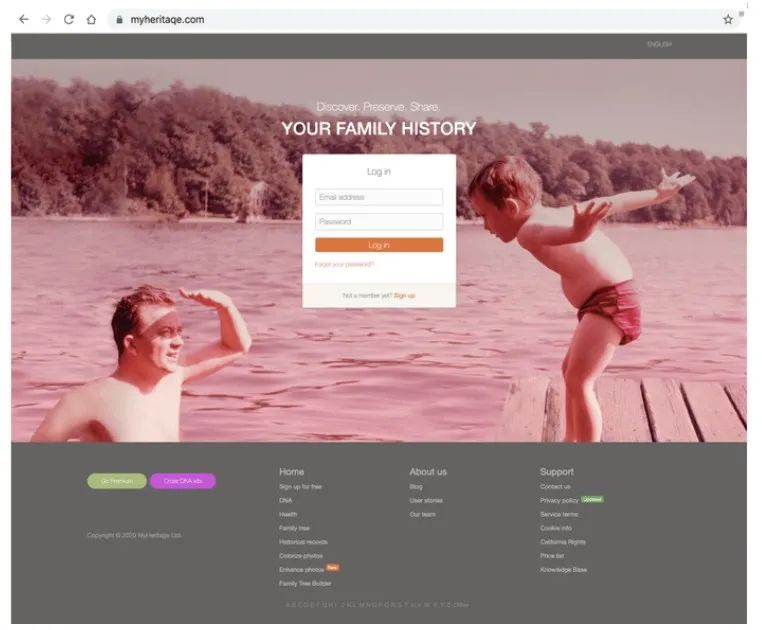 myheritaqe.com
ENGLISH
Discover. Preserve. Share.
YOUR FAMILY HISTORY
Log in
Email address
Password
Log in
Forgot your password?
Not a member yet? Sign up
Go Premium
Order DNA kits
Copyright © 2020 MyHeritage Ltd.
Home
Sign up for free
DNA
Health
Family tree
Historical records
Colorize photos
Enhance photos New
Family Tree Builder
About us
Blog
User stories
Our team
Support
Contact us
Privacy policy Updated
Service terms
Cookie info
California Rights
Price list
Knowledge Base
A B C D E F G H I J K L M N O P Q R S T U V W X Y Z Other